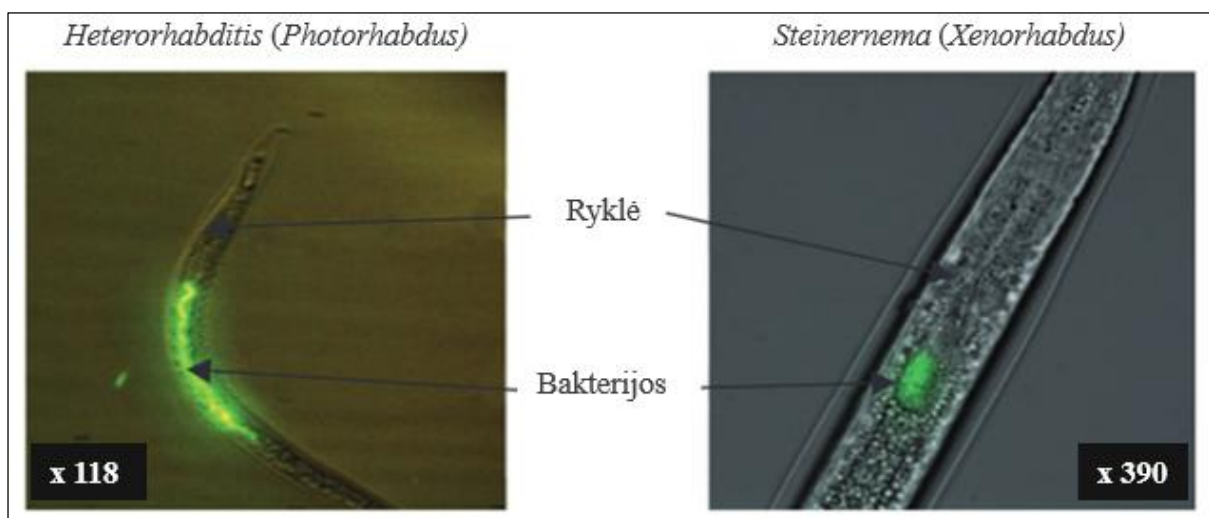 Heterorhabditis (Photorhabdus)
Steinernema (Xenorhabdus)
Ryklė
Bakterijos
x 118
x 390